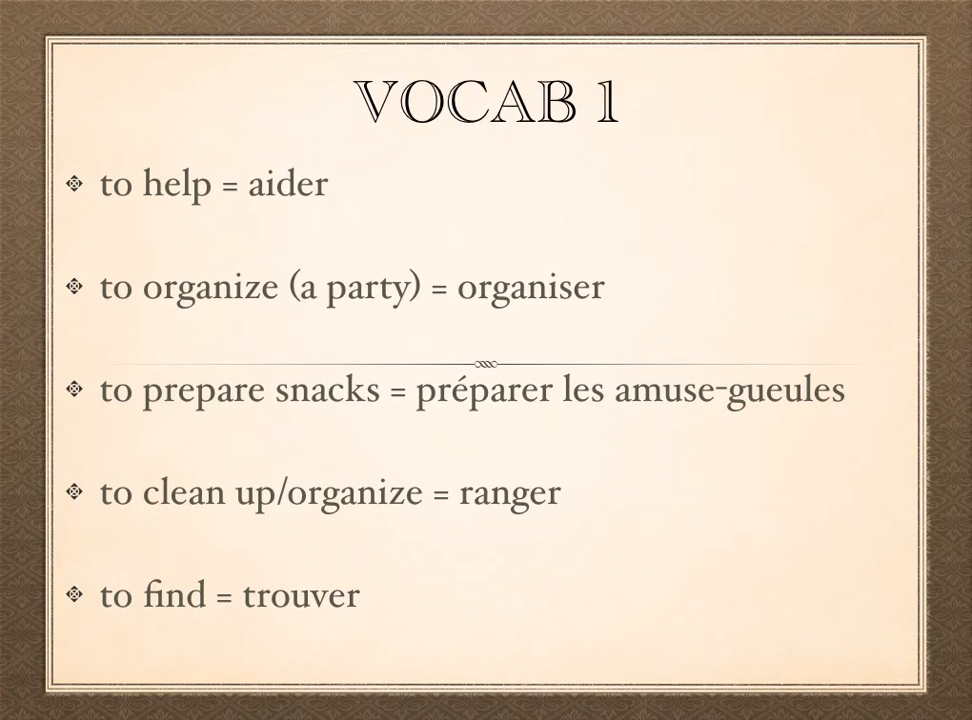 VOCAB 1
to help = aider
to organize (a party) = organiser
to prepare snacks = préparer les amuse-gueules
to clean up/organize = ranger
to find = trouver